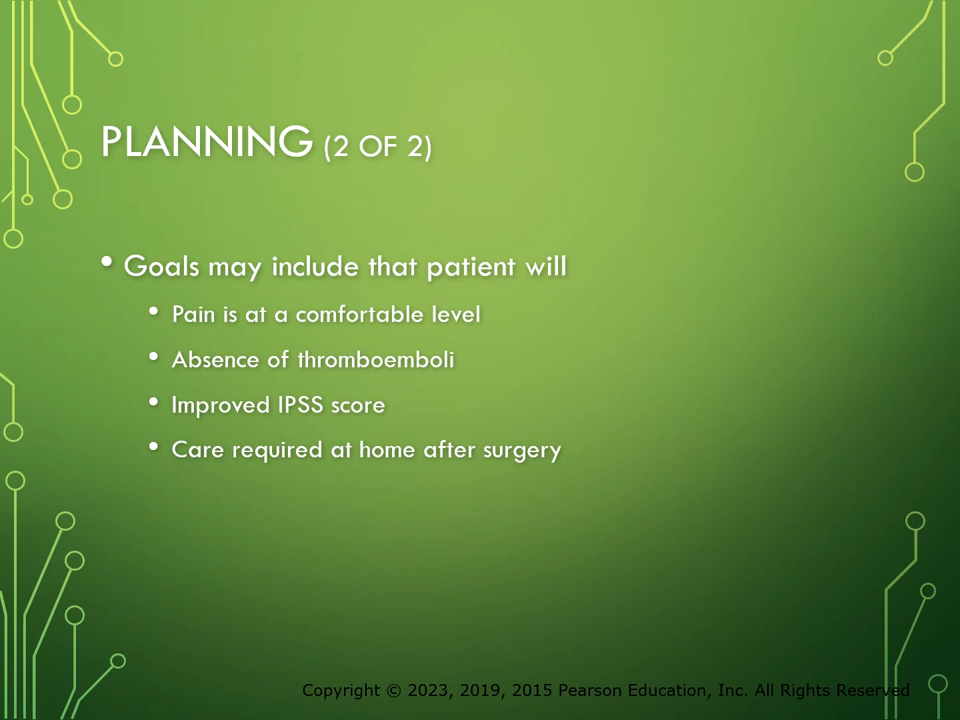 PLANNING (2 OF 2)
• Goals may include that patient will
• Pain is at a comfortable level
• Absence of thromboemboli
• Improved IPSS score
• Care required at home after surgery
Copyright © 2023, 2019, 2015 Pearson Education, Inc. All Rights Reserved